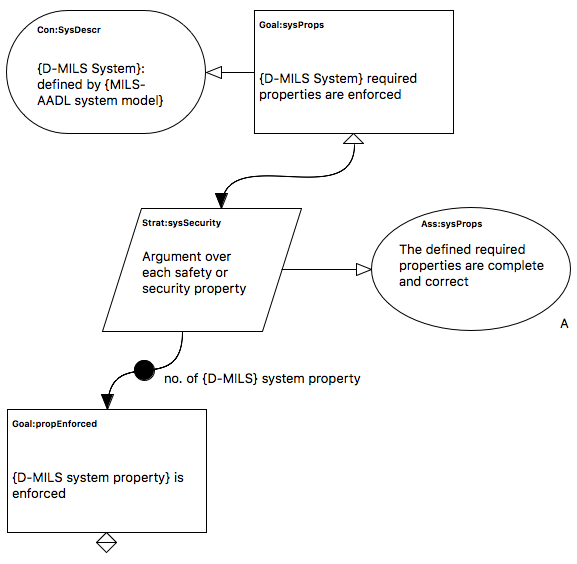 Con:SysDescr
{D-MILS System}:
defined by {MILS-
AADL system model}
Goal:sysProps
{D-MILS System} required
properties are enforced
Strat:sysSecurity
Argument over
each safety or
security property
Ass:sysProps
The defined required
properties are complete
and correct
A
no. of {D-MILS} system property
Goal:propEnforced
{D-MILS system property} is
enforced